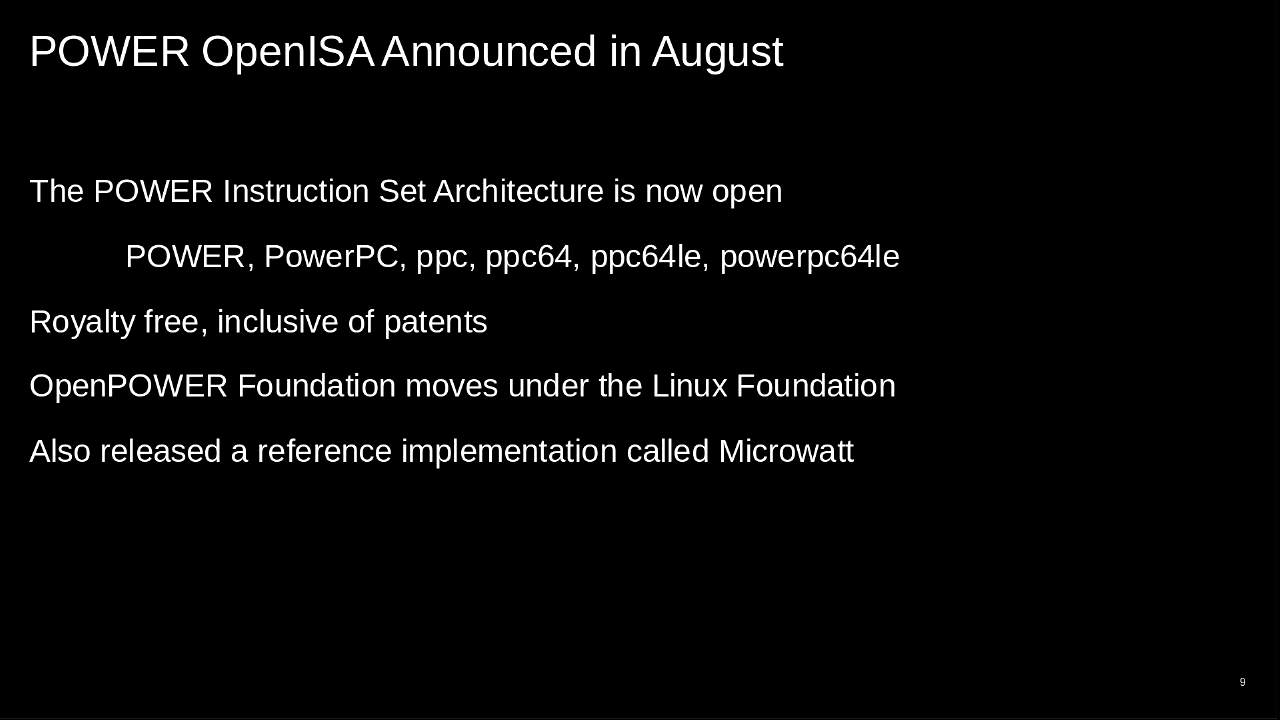 POWER OpenISA Announced in August
The POWER Instruction Set Architecture is now open
POWER, PowerPC, ppc, ppc64, ppc64le, powerpc64le
Royalty free, inclusive of patents
OpenPOWER Foundation moves under the Linux Foundation
Also released a reference implementation called Microwatt
9